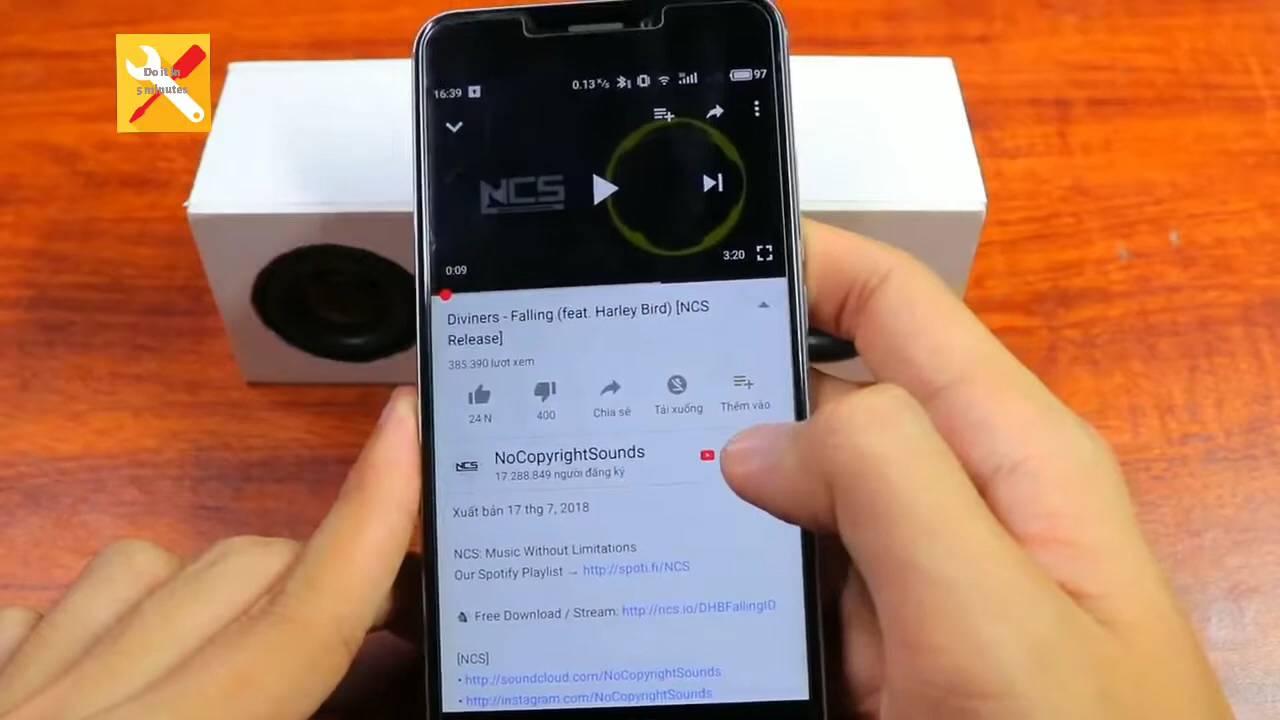 Do it in
5 minutes
16:39
0.13 K/s
97
NCS
0:09
3:20
Diviners - Falling (feat. Harley Bird) [NCS
Release]
385.390 lượt xem
24 N
400
Chia sẻ
Tải xuống
Thêm vào
NCS
NoCopyrightSounds
17.288.849 người đăng ký
Xuất bản 17 thg 7, 2018
NCS: Music Without Limitations
Our Spotify Playlist → http://spoti.fi/NCS
Free Download / Stream: http://ncs.io/DHBFallingID
[NCS]
• http://soundcloud.com/NoCopyrightSounds
• http://instagram.com/NoCopyrightSounds